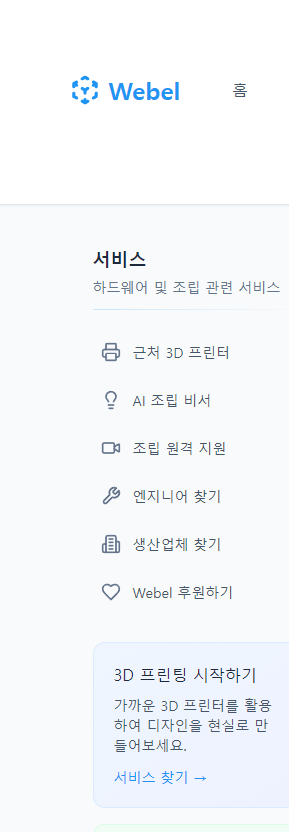 Webel
홈
서비스
하드웨어 및 조립 관련 서비스
근처 3D 프린터
AI 조립 비서
조립 원격 지원
엔지니어 찾기
생산업체 찾기
Webel 후원하기
3D 프린팅 시작하기
가까운 3D 프린터를 활용
하여 디자인을 현실로 만
들어보세요.
서비스 찾기 →